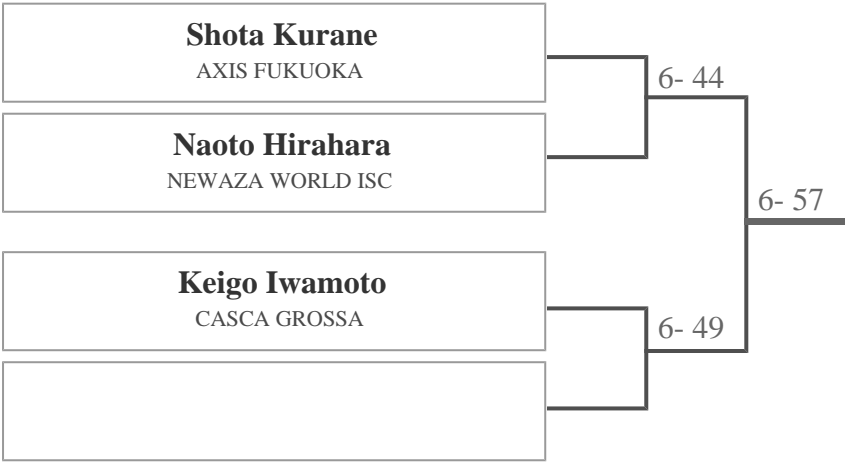 Shota Kurane
AXIS FUKUOKA
6- 44
Naoto Hirahara
NEWAZA WORLD ISC
6- 57
Keigo Iwamoto
CASCA GROSSA
6- 49